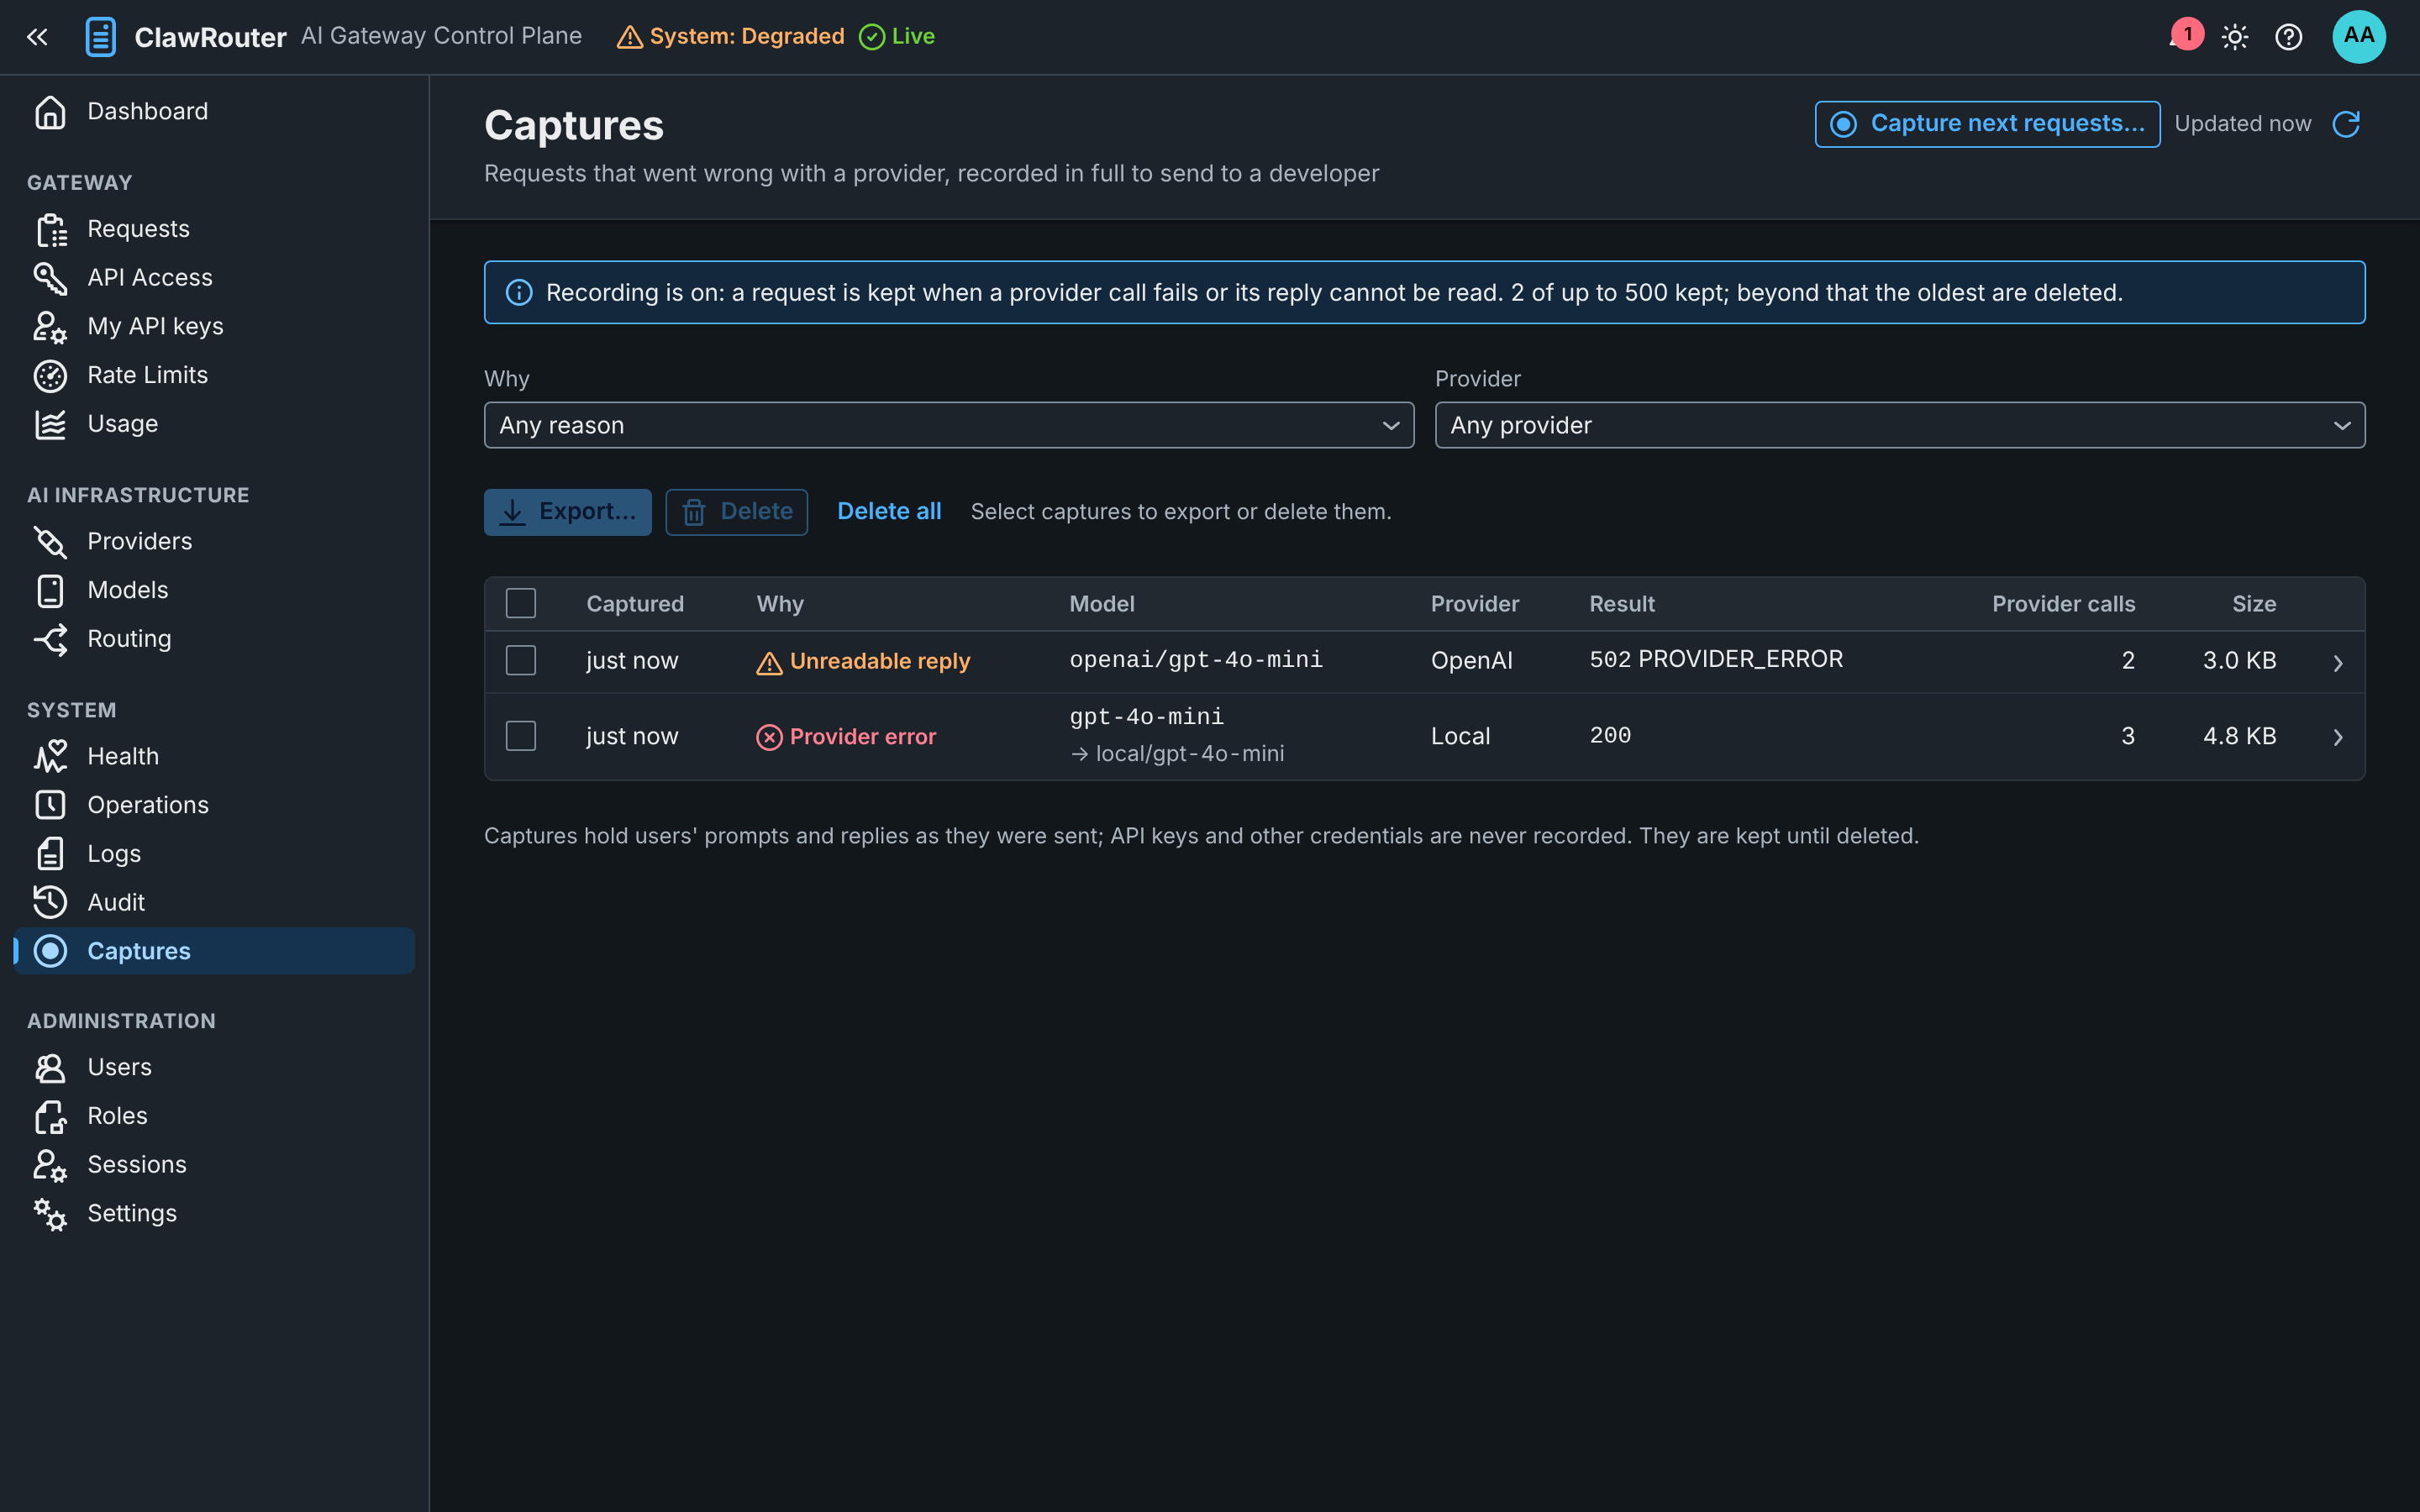 ClawRouter AI Gateway Control Plane System: Degraded Live 1 AA
Dashboard
GATEWAY
Requests
API Access
My API keys
Rate Limits
Usage
AI INFRASTRUCTURE
Providers
Models
Routing
SYSTEM
Health
Operations
Logs
Audit
Captures
ADMINISTRATION
Users
Roles
Sessions
Settings
Captures
Capture next requests... Updated now
Requests that went wrong with a provider, recorded in full to send to a developer
Recording is on: a request is kept when a provider call fails or its reply cannot be read. 2 of up to 500 kept; beyond that the oldest are deleted.
Why Provider
Any reason Any provider
Export... Delete Delete all Select captures to export or delete them.
Captured Why Model Provider Result Provider calls Size
just now Unreadable reply openai/gpt-4o-mini OpenAI 502 PROVIDER_ERROR 2 3.0 KB
just now Provider error gpt-4o-mini Local 200 3 4.8 KB
→ local/gpt-4o-mini
Captures hold users' prompts and replies as they were sent; API keys and other credentials are never recorded. They are kept until deleted.